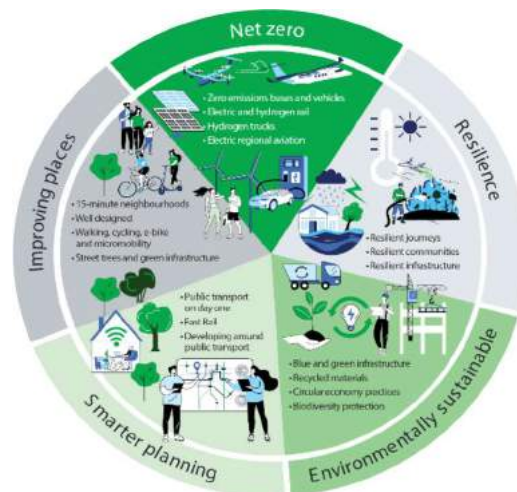 Net zero
• Zero emissions buses and vehicles
• Electric and hydrogen rail
• Hydrogen trucks
• Electric regional aviation
Resilience
• Resilient journeys
• Resilient communities
• Resilient infrastructure
Environmentally sustainable
• Blue and green infrastructure
• Recycled materials
• Circular economy practices
• Biodiversity protection
Smarter planning
• Public transport
on day one
• Fast Rail
• Developing around
public transport
Improving places
• 15-minute neighbourhoods
• Well designed
• Walking, cycling, e-bike
and micromobility
• Street trees and green infrastructure